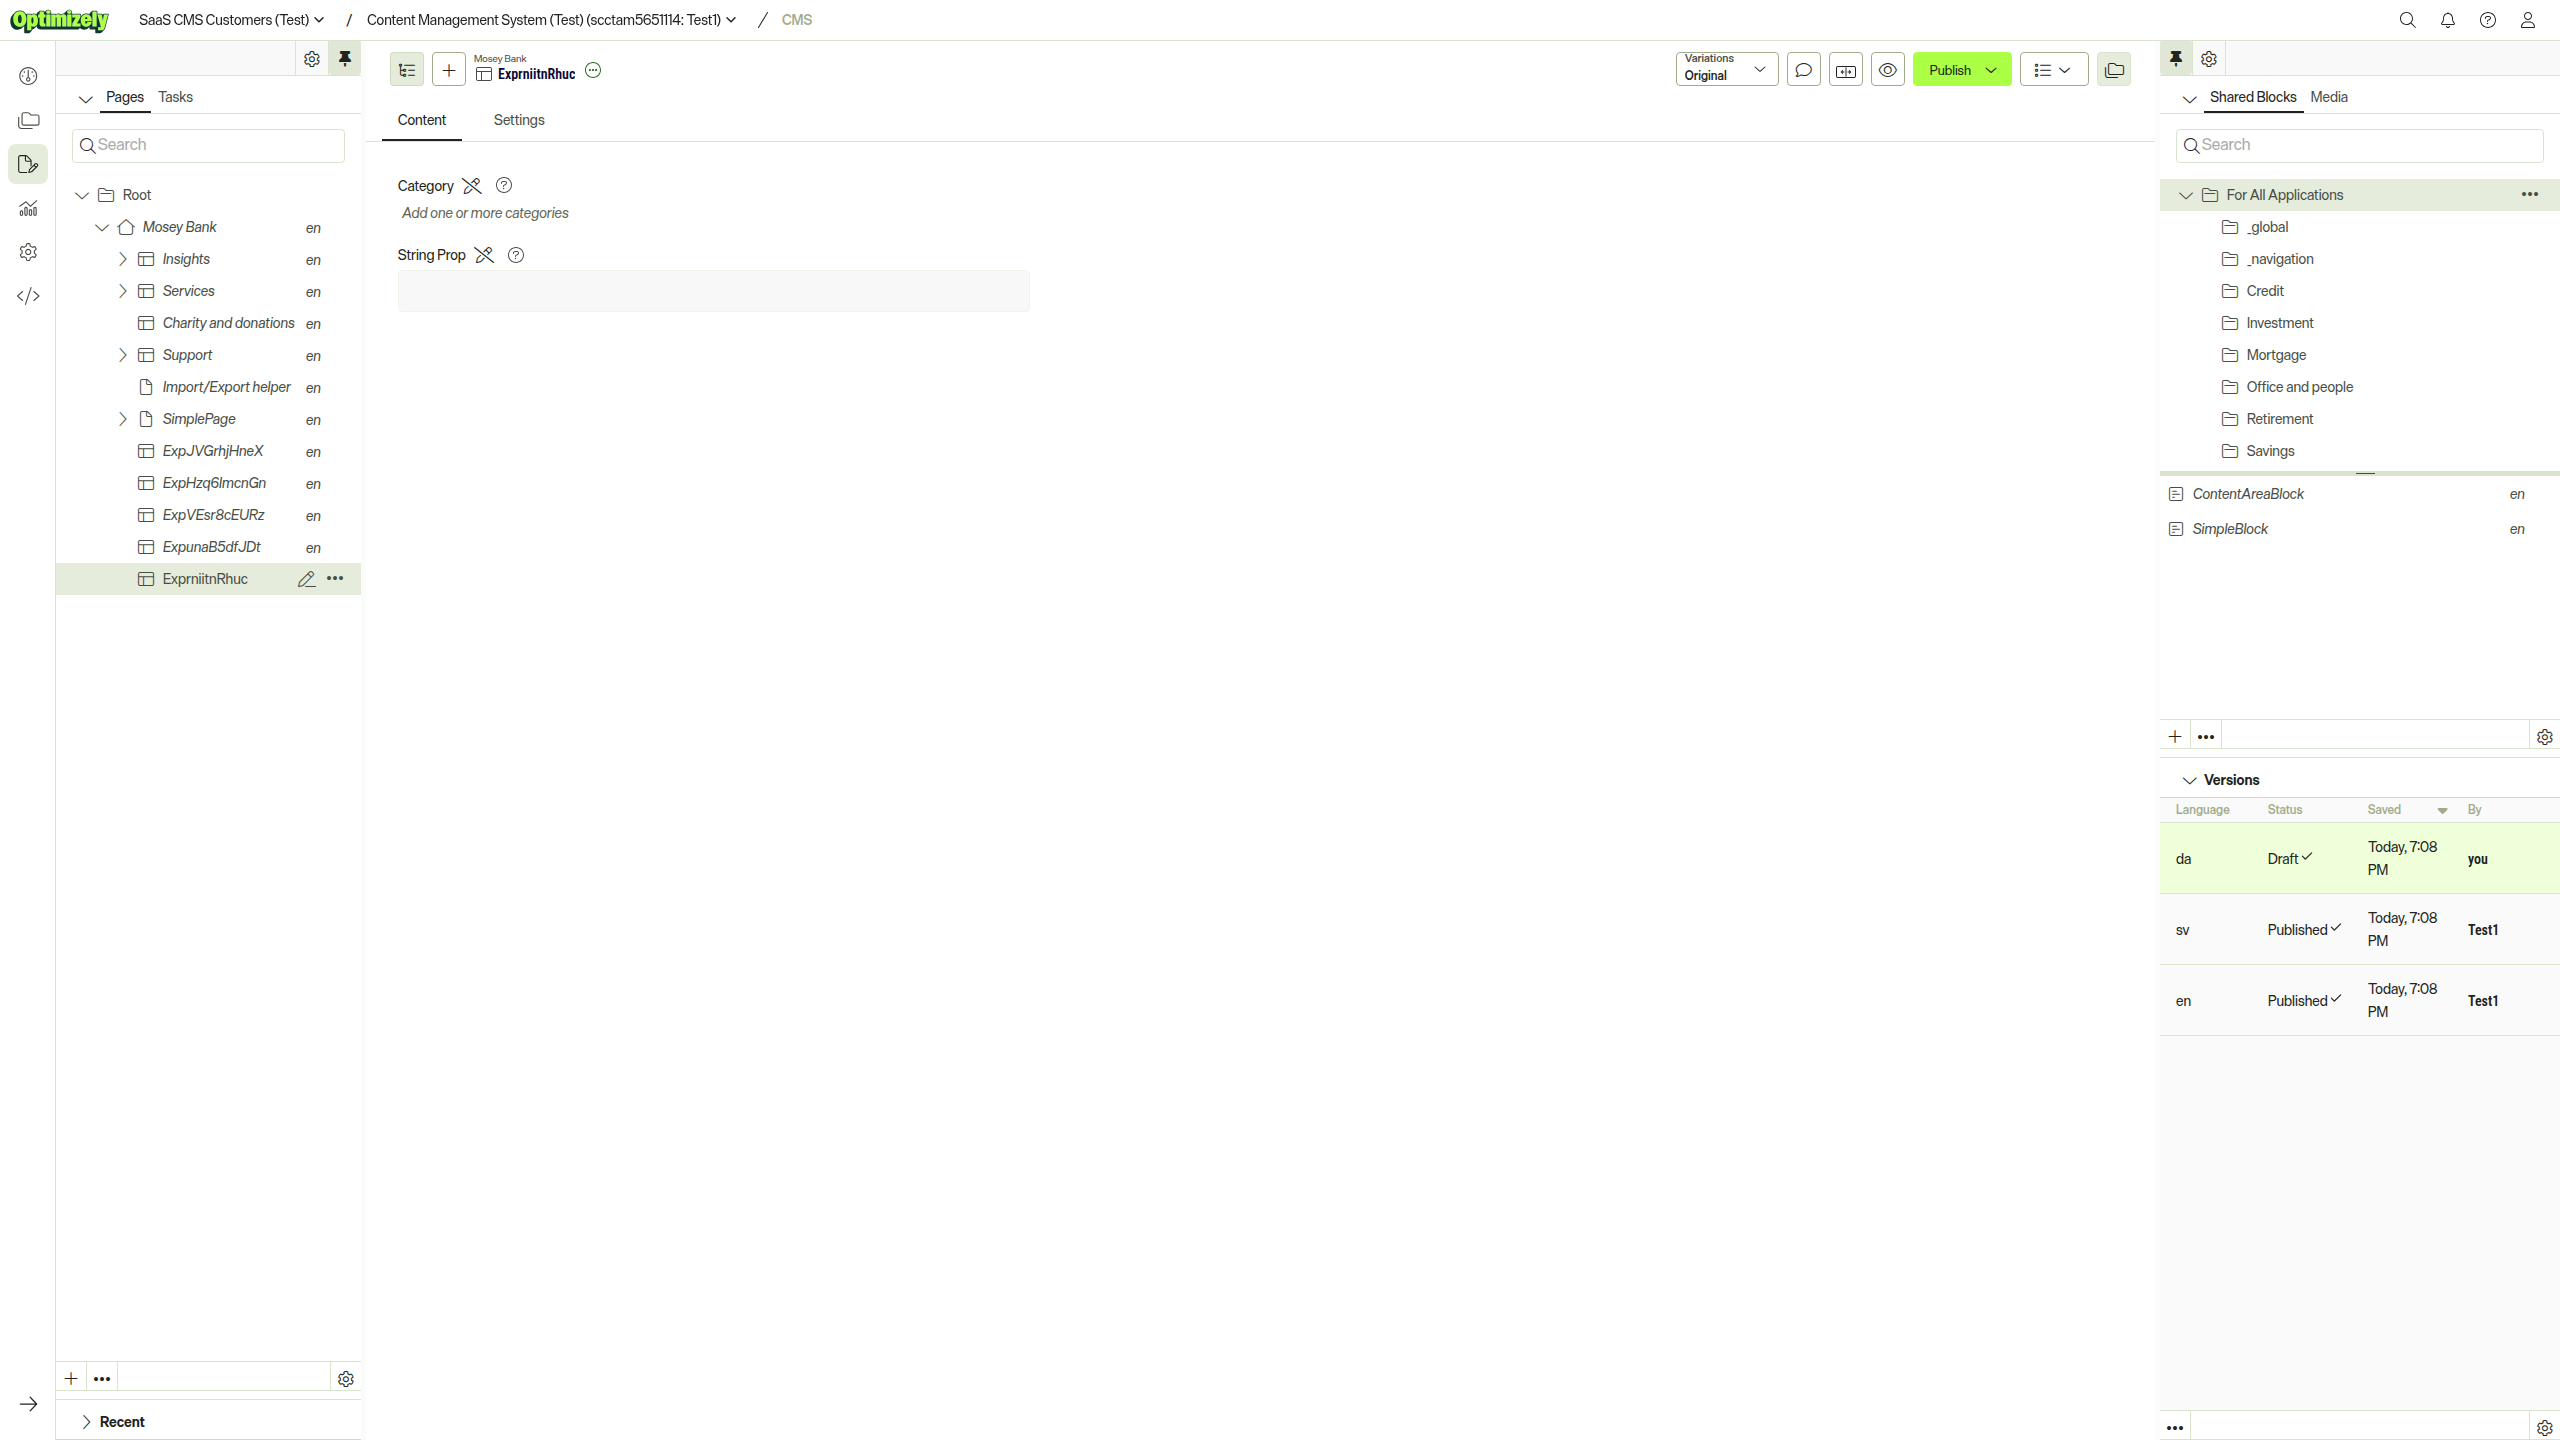 Optimizely
SaaS CMS Customers (Test) / Content Management System (Test) (scctam5651114: Test1) / CMS
Pages Tasks
Search
Root
Mosey Bank en
Insights en
Services en
Charity and donations en
Support en
Import/Export helper en
SimplePage en
ExpJVGrhjHneX en
ExpHzq6lmcnGn en
ExpVEsr8cEURz en
ExpunaB5dfJDt en
ExprniitnRhuc
Recent
Mosey Bank
ExprniitnRhuc
Variations
Original
Publish
Content Settings
Category
Add one or more categories
String Prop
Shared Blocks Media
Search
For All Applications
_global
_navigation
Credit
Investment
Mortgage
Office and people
Retirement
Savings
ContentAreaBlock en
SimpleBlock en
Versions
Language Status Saved By
da Draft Today, 7:08 PM you
sv Published Today, 7:08 PM Test1
en Published Today, 7:08 PM Test1